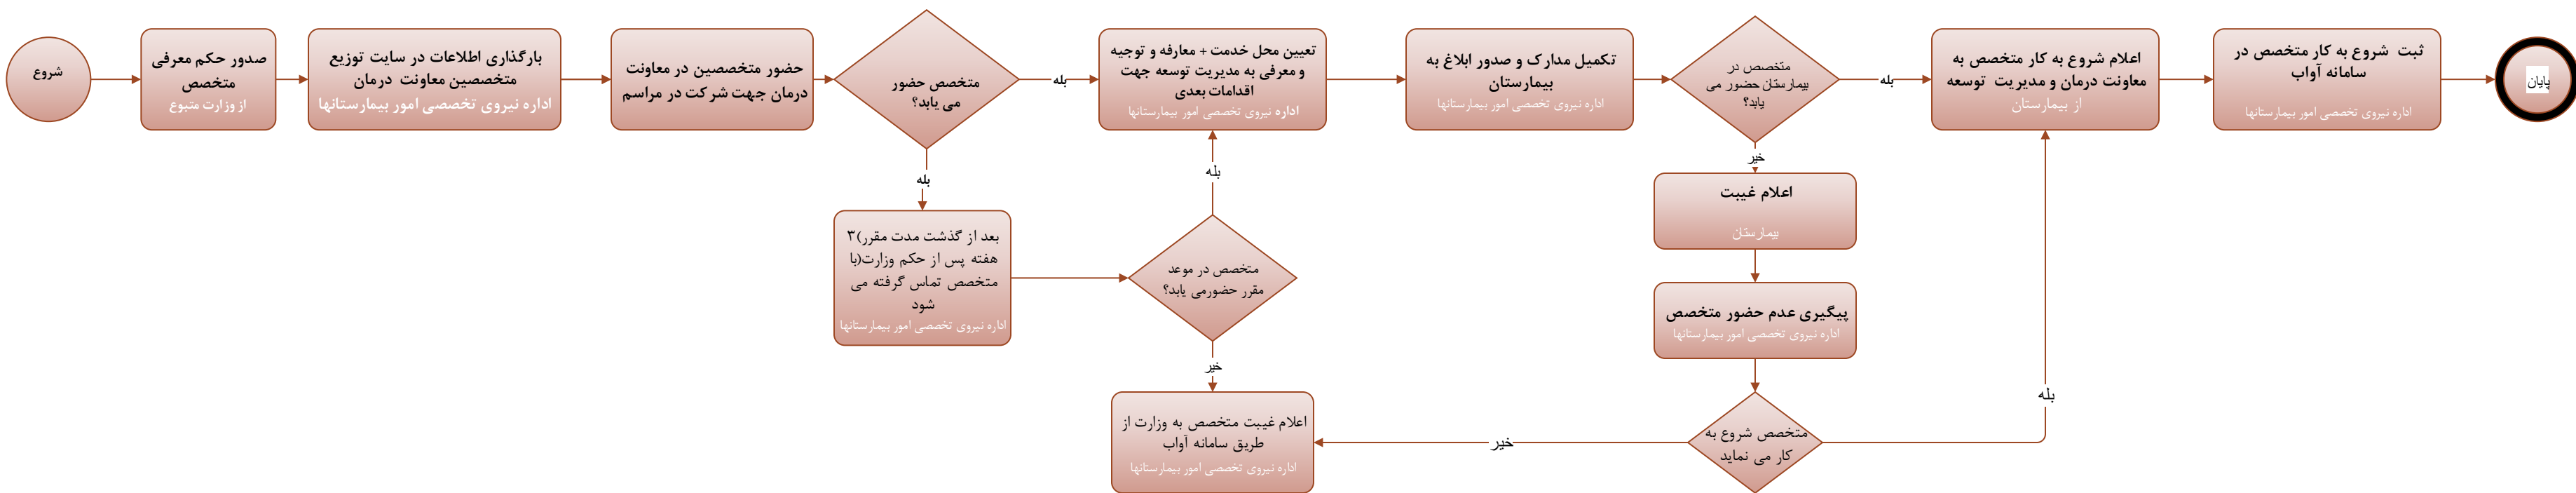 شروع
صدور حکم معرفی
متخصص
از وزارت متبوع
بارگذاری اطلاعات در سایت توزیع
متخصصین معاونت درمان
اداره نیروی تخصصی امور بیمارستانها
حضور متخصصین در معاونت
درمان جهت شرکت در مراسم
متخصص حضور
می یابد؟
بله
تعیین محل خدمت + معارفه و توجیه
و معرفی به مدیریت توسعه جهت
اقدامات بعدی
اداره نیروی تخصصی امور بیمارستانها
تکمیل مدارک و صدور ابلاغ به
بیمارستان
اداره نیروی تخصصی امور بیمارستانها
متخصص در
بیمارستان حضور می
یابد؟
بله
اعلام شروع به کار متخصص به
معاونت درمان و مدیریت توسعه
از بیمارستان
ثبت شروع به کار متخصص در
سامانه آواب
اداره نیروی تخصصی امور بیمارستانها
پایان
بله
بعد از گذشت مدت مقرر)۳
هفته پس از حکم وزارت(با
متخصص تماس گرفته می
شود
اداره نیروی تخصصی امور بیمارستانها
بله
متخصص در موعد
مقرر حضورمی یابد؟
خیر
اعلام غیبت متخصص به وزارت از
طریق سامانه آواب
اداره نیروی تخصصی امور بیمارستانها
خیر
اعلام غیبت
بیمارستان
پیگیری عدم حضور متخصص
اداره نیروی تخصصی امور بیمارستانها
متخصص شروع به
کار می نماید
خیر
بله